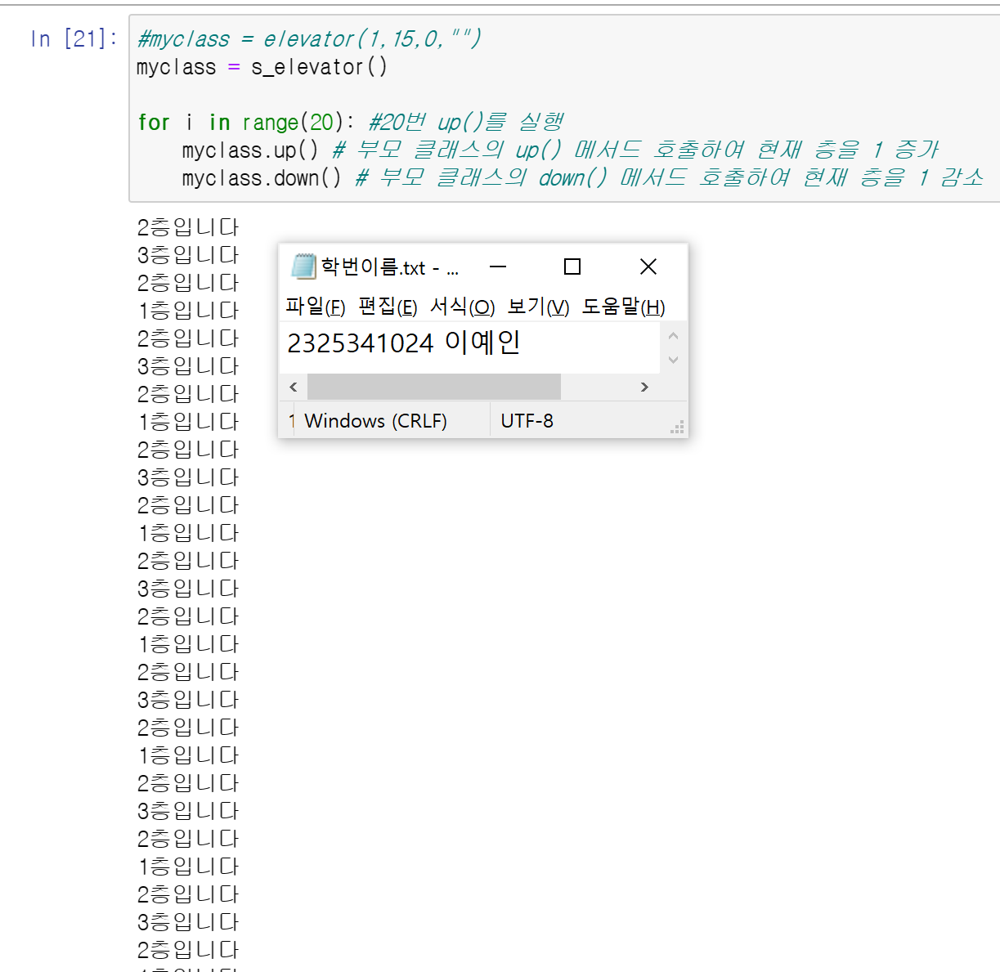 In [21]:
#myclass = elevator(1,15,0,"")
myclass = s_elevator()
for i in range(20): #20번 up()를 실행
myclass.up() # 부모 클래스의 up() 메서드 호출하여 현재 층을 1 증가
myclass.down() # 부모 클래스의 down() 메서드 호출하여 현재 층을 1 감소
2층입니다
3층입니다
2층입니다
1층입니다
2층입니다
3층입니다
2층입니다
1층입니다
2층입니다
3층입니다
2층입니다
1층입니다
2층입니다
3층입니다
2층입니다
1층입니다
2층입니다
3층입니다
2층입니다
1층입니다
2층입니다
3층입니다
2층입니다
1층입니다
2층입니다
3층입니다
2층입니다
학번이름.txt - ...
파일(F) 편집(E) 서식(O) 보기(V) 도움말(H)
2325341024 이예인
1 Windows (CRLF) UTF-8